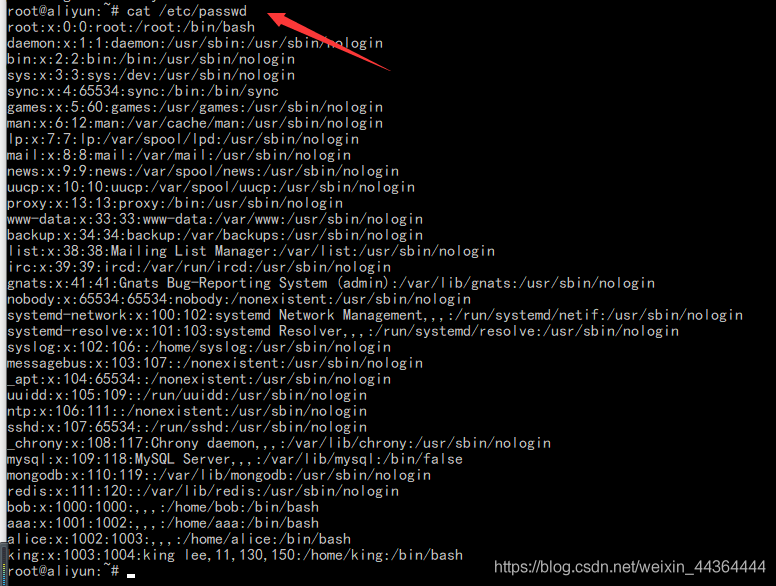 root@aliyun:~# cat /etc/passwd
root:x:0:0:root:/root:/bin/bash
daemon:x:1:1:daemon:/usr/sbin:/usr/sbin/nologin
bin:x:2:2:bin:/bin:/usr/sbin/nologin
sys:x:3:3:sys:/dev:/usr/sbin/nologin
sync:x:4:65534:sync:/bin:/bin/sync
games:x:5:60:games:/usr/games:/usr/sbin/nologin
man:x:6:12:man:/var/cache/man:/usr/sbin/nologin
lp:x:7:7:lp:/var/spool/lpd:/usr/sbin/nologin
mail:x:8:8:mail:/var/mail:/usr/sbin/nologin
news:x:9:9:news:/var/spool/news:/usr/sbin/nologin
uucp:x:10:10:uucp:/var/spool/uucp:/usr/sbin/nologin
proxy:x:13:13:proxy:/bin:/usr/sbin/nologin
www-data:x:33:33:www-data:/var/www:/usr/sbin/nologin
backup:x:34:34:backup:/var/backups:/usr/sbin/nologin
list:x:38:38:Mailing List Manager:/var/list:/usr/sbin/nologin
irc:x:39:39:ircd:/var/run/ircd:/usr/sbin/nologin
gnats:x:41:41:Gnats Bug-Reporting System (admin):/var/lib/gnats:/usr/sbin/nologin
nobody:x:65534:65534:nobody:/nonexistent:/usr/sbin/nologin
systemd-network:x:100:102:systemd Network Management,,,:/run/systemd/netif:/usr/sbin/nologin
systemd-resolve:x:101:103:systemd Resolver,,,:/run/systemd/resolve:/usr/sbin/nologin
syslog:x:102:106::/home/syslog:/usr/sbin/nologin
messagebus:x:103:107::/nonexistent:/usr/sbin/nologin
_apt:x:104:65534::/nonexistent:/usr/sbin/nologin
uuidd:x:105:109::/run/uuidd:/usr/sbin/nologin
ntp:x:106:111::/nonexistent:/usr/sbin/nologin
sshd:x:107:65534::/run/sshd:/usr/sbin/nologin
_chrony:x:108:117:Chrony daemon,,,:/var/lib/chrony:/usr/sbin/nologin
mysql:x:109:118:MySQL Server,,,:/var/lib/mysql:/bin/false
mongodb:x:110:119::/var/lib/mongodb:/usr/sbin/nologin
redis:x:111:120::/var/lib/redis:/usr/sbin/nologin
bob:x:1000:1000:,,,:/home/bob:/bin/bash
aaa:x:1001:1002:,,,:/home/aaa:/bin/bash
alice:x:1002:1003:,,,:/home/alice:/bin/bash
king:x:1003:1004:king lee,11,130,150:/home/king:/bin/bash
root@aliyun:~#
https://blog.csdn.net/weixin_44364444